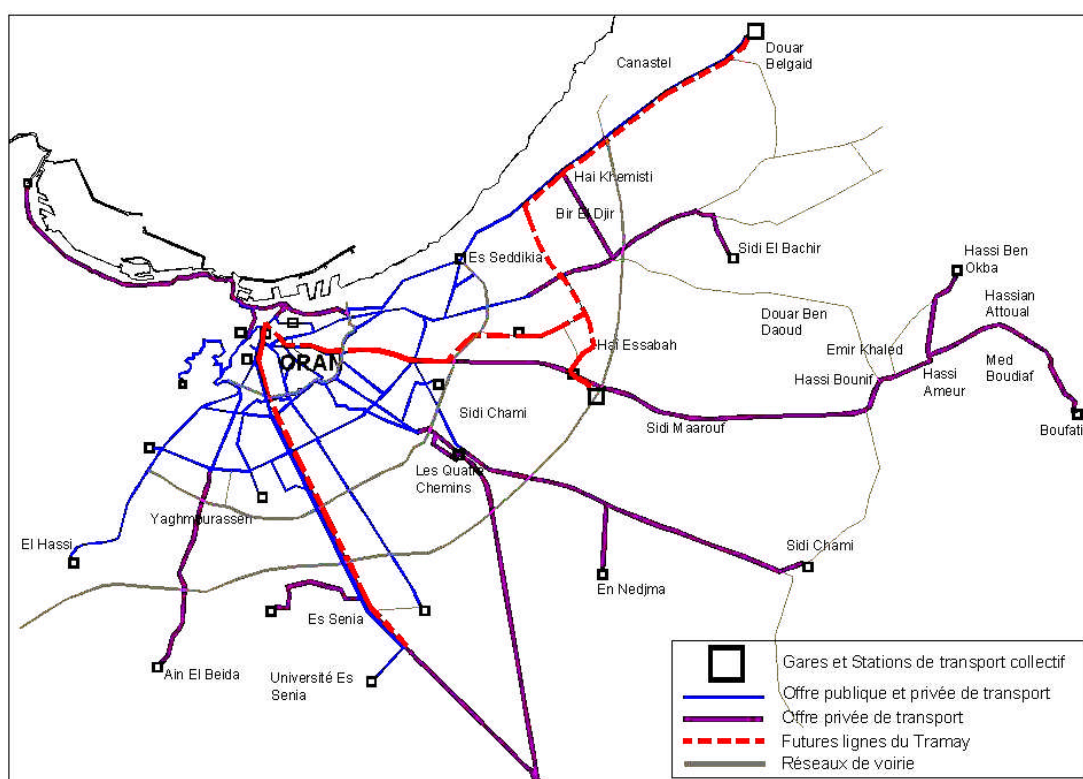 Douar
Belgaid
Canastel
Hai Khemisti
Bir El Djir
Es Seddikia
Sidi El Bachir
Hassi Ben
Okba
Hassian
Attoual
Douar Ben
Daoud
Emir Khaled
Med
Boudiaf
Hai Essabah
ORAN
Hassi Bounif
Hassi
Ameur
Sidi Chami
Sidi Maarouf
Boufati
Les Quatre
Chemins
Yaghmourassen
El Hassi
Sidi Chami
En Nedjma
Es Senia
Ain El Beida
Université Es
Senia
Gares et Stations de transport collectif
Offre publique et privée de transport
Offre privée de transport
Futures lignes du Tramay
Réseaux de voirie